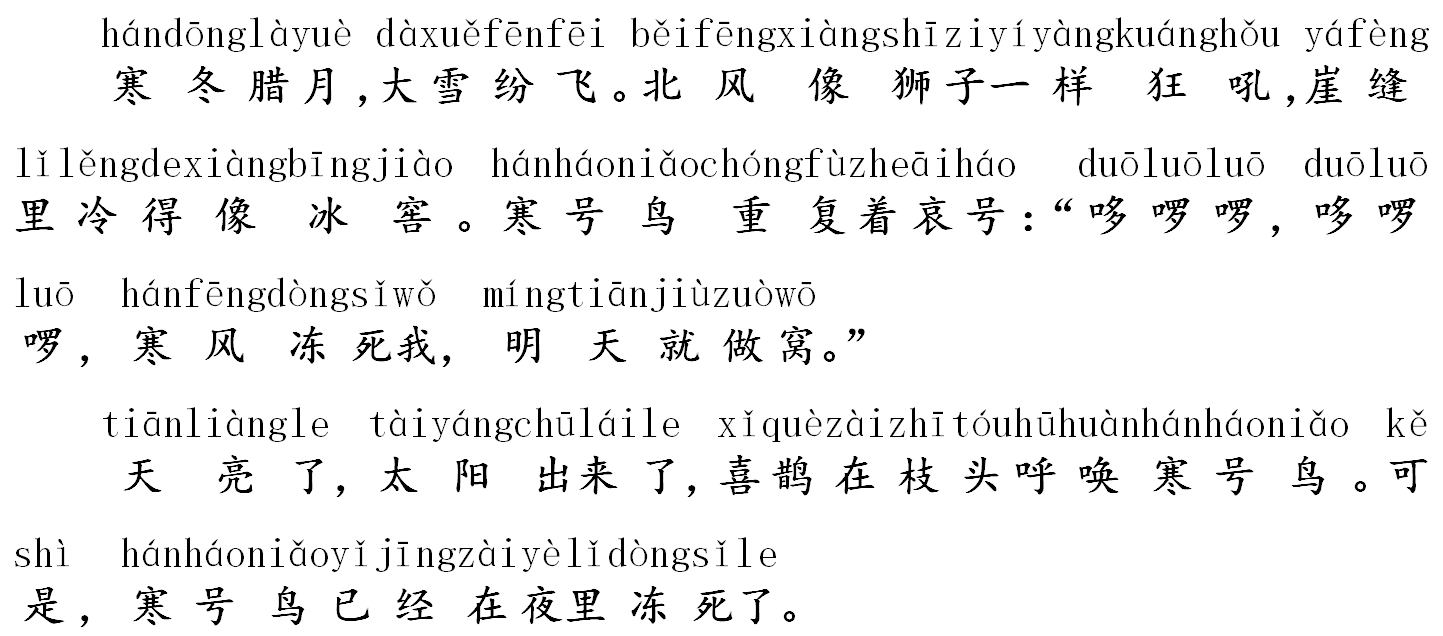 hándōnglàyuè dàxuěfēnfēi běifēngxiàngshīziyíyàngkuánghǒu yáfèng
寒冬腊月,大雪纷飞。北风像狮子一样狂吼,崖缝
lǐlěngdexiàngbīngjiào hánháoniǎochóngfùzheāiháo duōluōluō duōluō
里冷得像冰窖。寒号鸟重复着哀号:“哆啰啰,哆啰
luō hánfēngdòngsǐwǒ míngtiānjiùzuòwō
啰,寒风冻死我,明天就做窝。”
tiānliàngle tàiyángchūláile xǐquèzàizhītóuhūhuànhánháoniǎo kě
天亮了,太阳出来了,喜鹊在枝头呼唤寒号鸟。可
shì hánháoniǎoyǐjīngzàiyèlǐdòngsǐle
是,寒号鸟已经在夜里冻死了。